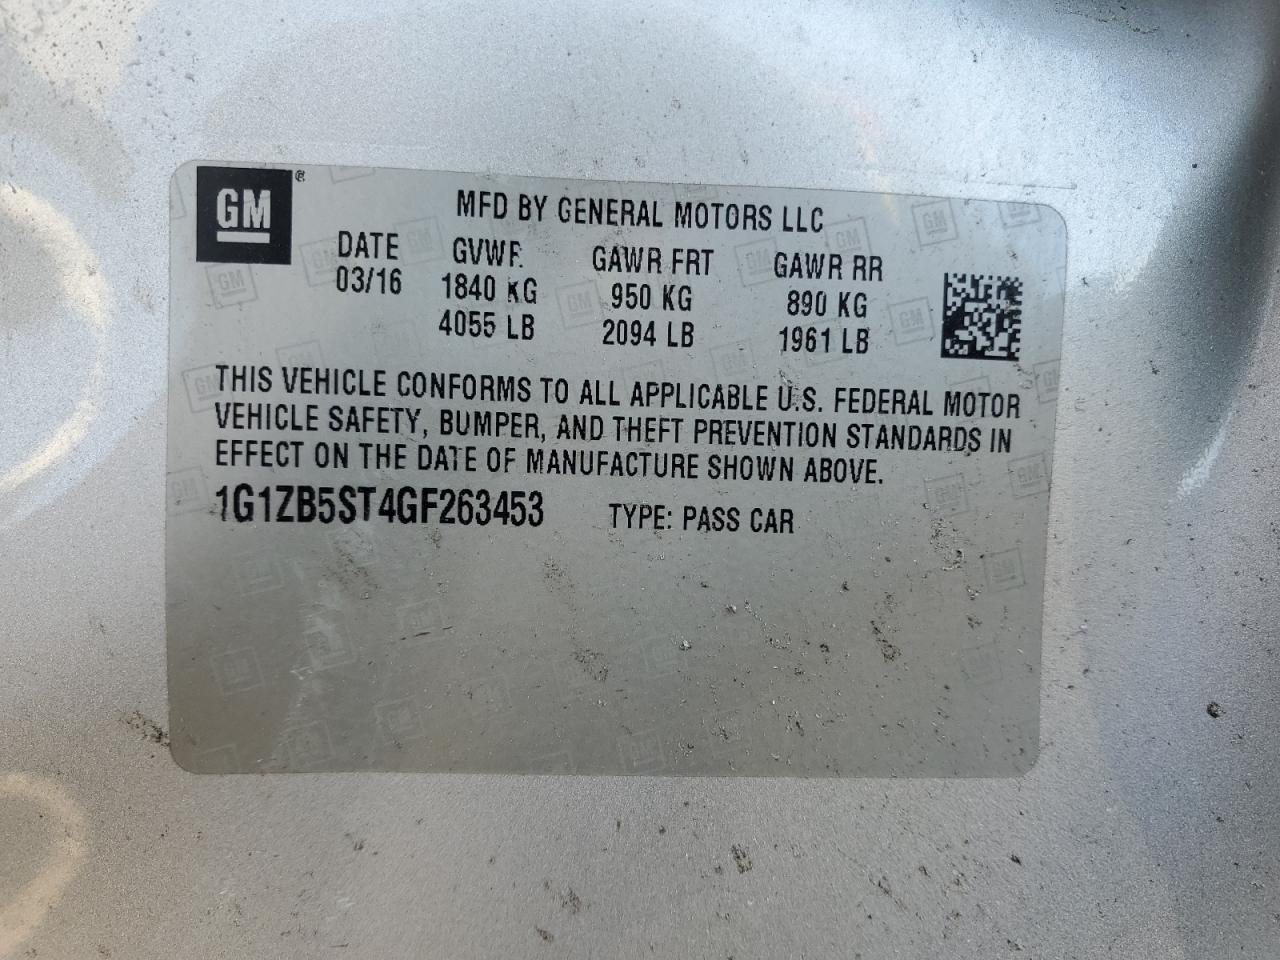 GM ®
MFD BY GENERAL MOTORS LLC
DATE GVWR GAWR FRT GAWR RR
03/16 1840 KG 950 KG 890 KG
4055 LB 2094 LB 1961 LB
THIS VEHICLE CONFORMS TO ALL APPLICABLE U.S. FEDERAL MOTOR
VEHICLE SAFETY, BUMPER, AND THEFT PREVENTION STANDARDS IN
EFFECT ON THE DATE OF MANUFACTURE SHOWN ABOVE.
1G1ZB5ST4GF263453 TYPE: PASS CAR